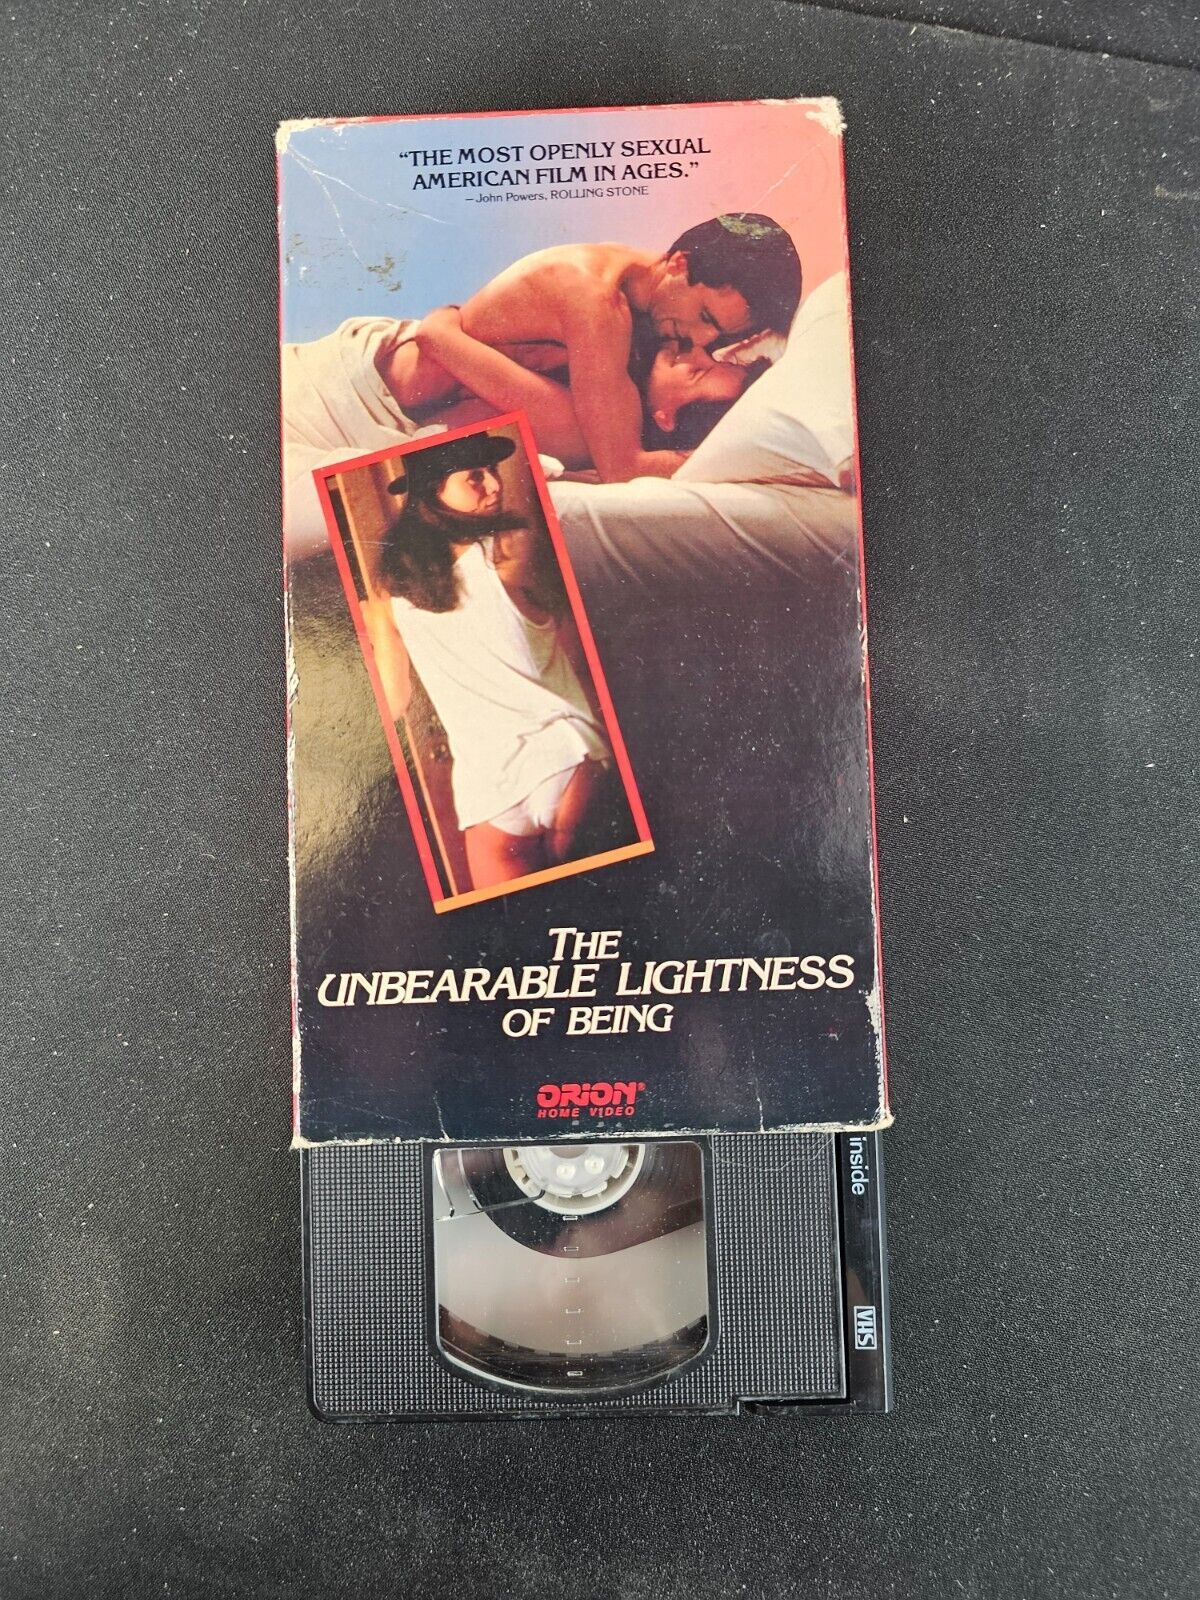 “THE MOST OPENLY SEXUAL
AMERICAN FILM IN AGES.”
—John Powers, ROLLING STONE
THE
UNBEARABLE LIGHTNESS
OF BEING
ORION®
HOME VIDEO
inside
VHS